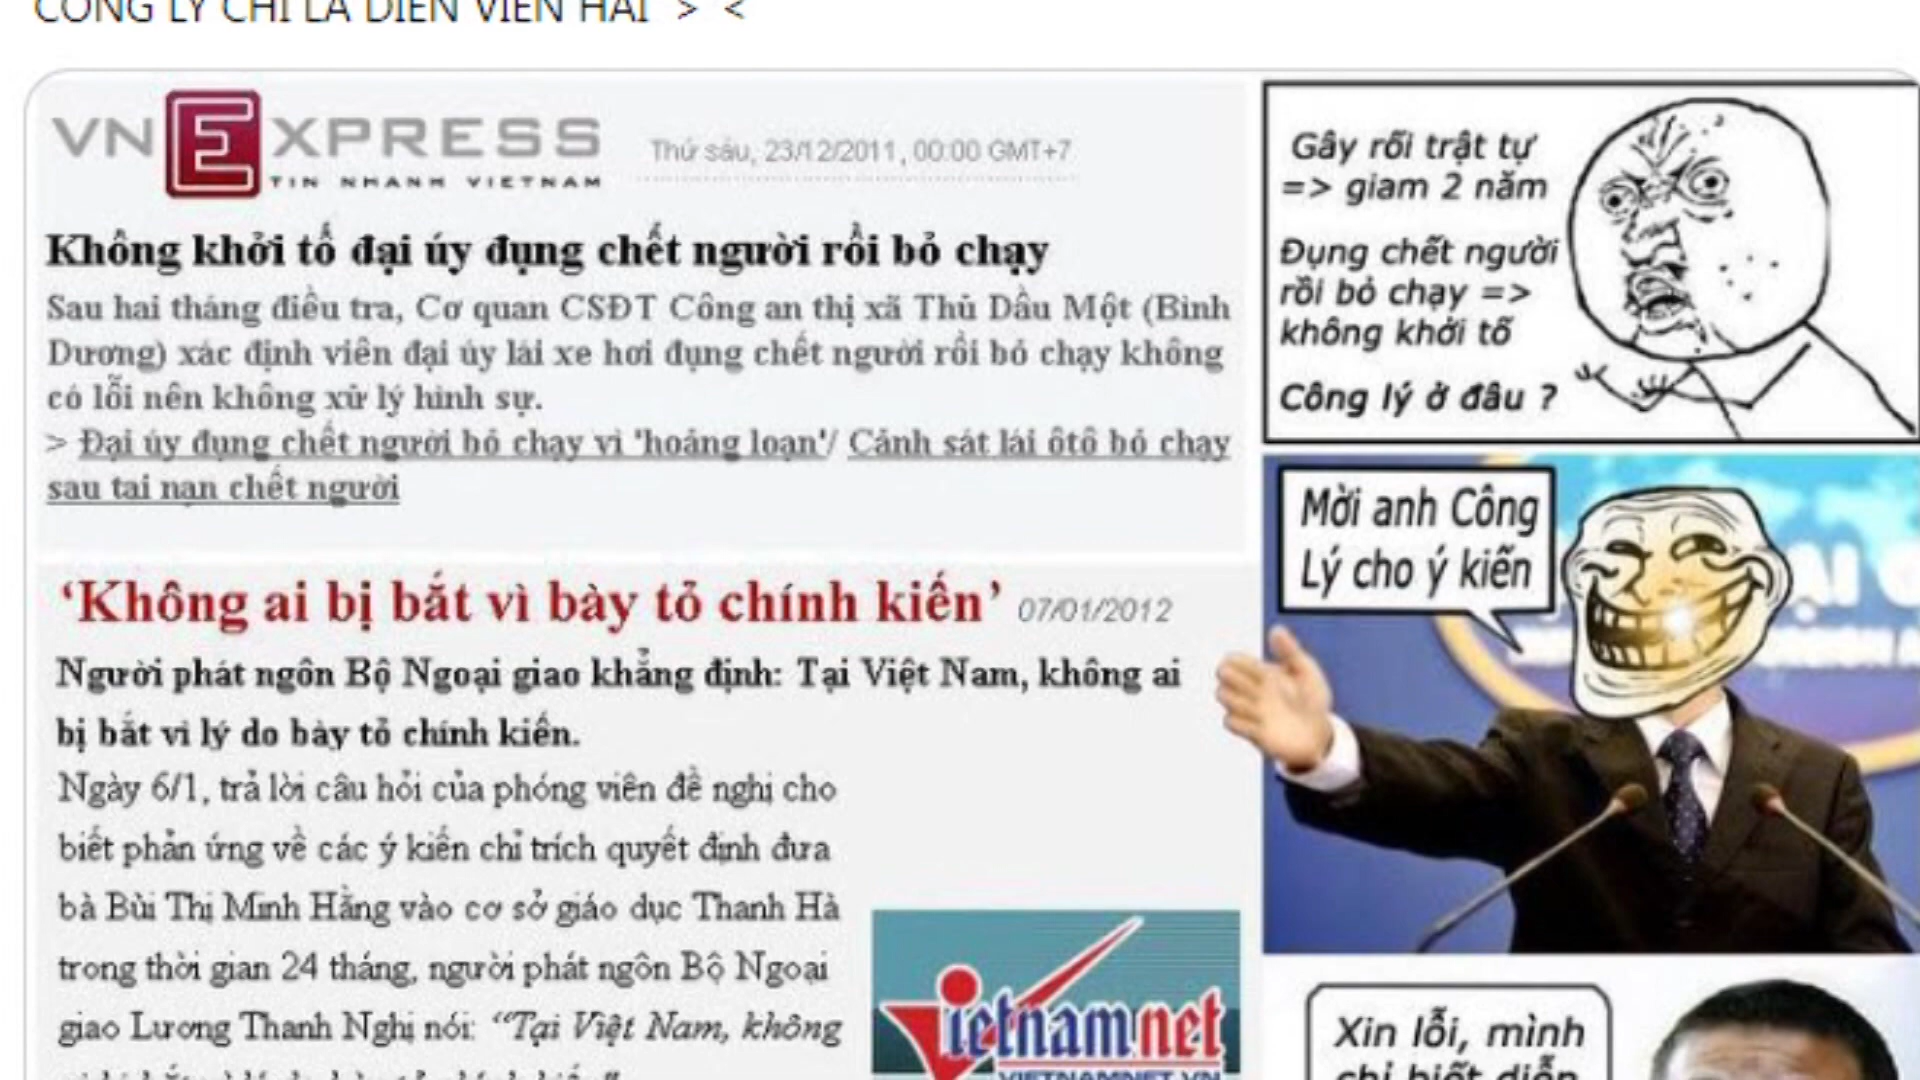 CÔNG LÝ CHỈ LÀ DIỄN VIÊN HÀI > <
VNEXPRESS
TIN NHANH VIETNAM
Thứ sáu, 23/12/2011, 00:00 GMT+7
Không khởi tố đại úy đụng chết người rồi bỏ chạy
Sau hai tháng điều tra, Cơ quan CSĐT Công an thị xã Thủ Dầu Một (Bình
Dương) xác định viên đại úy lái xe hơi đụng chết người rồi bỏ chạy không
có lỗi nên không xử lý hình sự.
> Đại úy đụng chết người bỏ chạy vì 'hoảng loạn'/ Cảnh sát lái ôtô bỏ chạy
sau tai nạn chết người
‘Không ai bị bắt vì bày tỏ chính kiến’ 07/01/2012
Người phát ngôn Bộ Ngoại giao khẳng định: Tại Việt Nam, không ai
bị bắt vì lý do bày tỏ chính kiến.
Ngày 6/1, trả lời câu hỏi của phóng viên đề nghị cho
biết phản ứng về các ý kiến chỉ trích quyết định đưa
bà Bùi Thị Minh Hằng vào cơ sở giáo dục Thanh Hà
trong thời gian 24 tháng, người phát ngôn Bộ Ngoại
giao Lương Thanh Nghị nói: “Tại Việt Nam, không
Vietnamnet
VIETNAMNET.VN
Gây rối trật tự
=> giam 2 năm
Đụng chết người
rồi bỏ chạy =>
không khởi tố
Công lý ở đâu ?
Mời anh Công
Lý cho ý kiến
Xin lỗi, mình
chỉ biết diễn